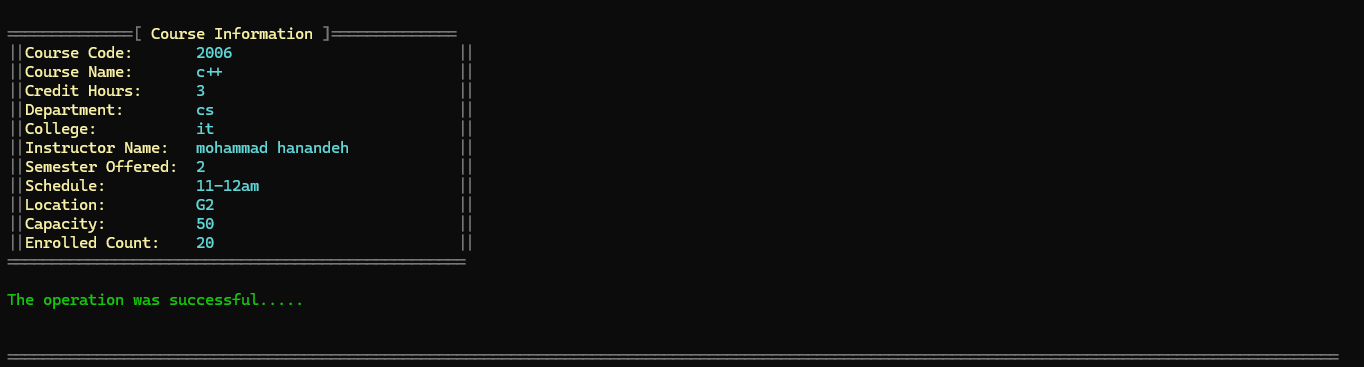 [ Course Information ]
||Course Code: 2006 ||
||Course Name: c++ ||
||Credit Hours: 3 ||
||Department: cs ||
||College: it ||
||Instructor Name: mohammad hanandeh ||
||Semester Offered: 2 ||
||Schedule: 11-12am ||
||Location: G2 ||
||Capacity: 50 ||
||Enrolled Count: 20 ||
The operation was successful.....